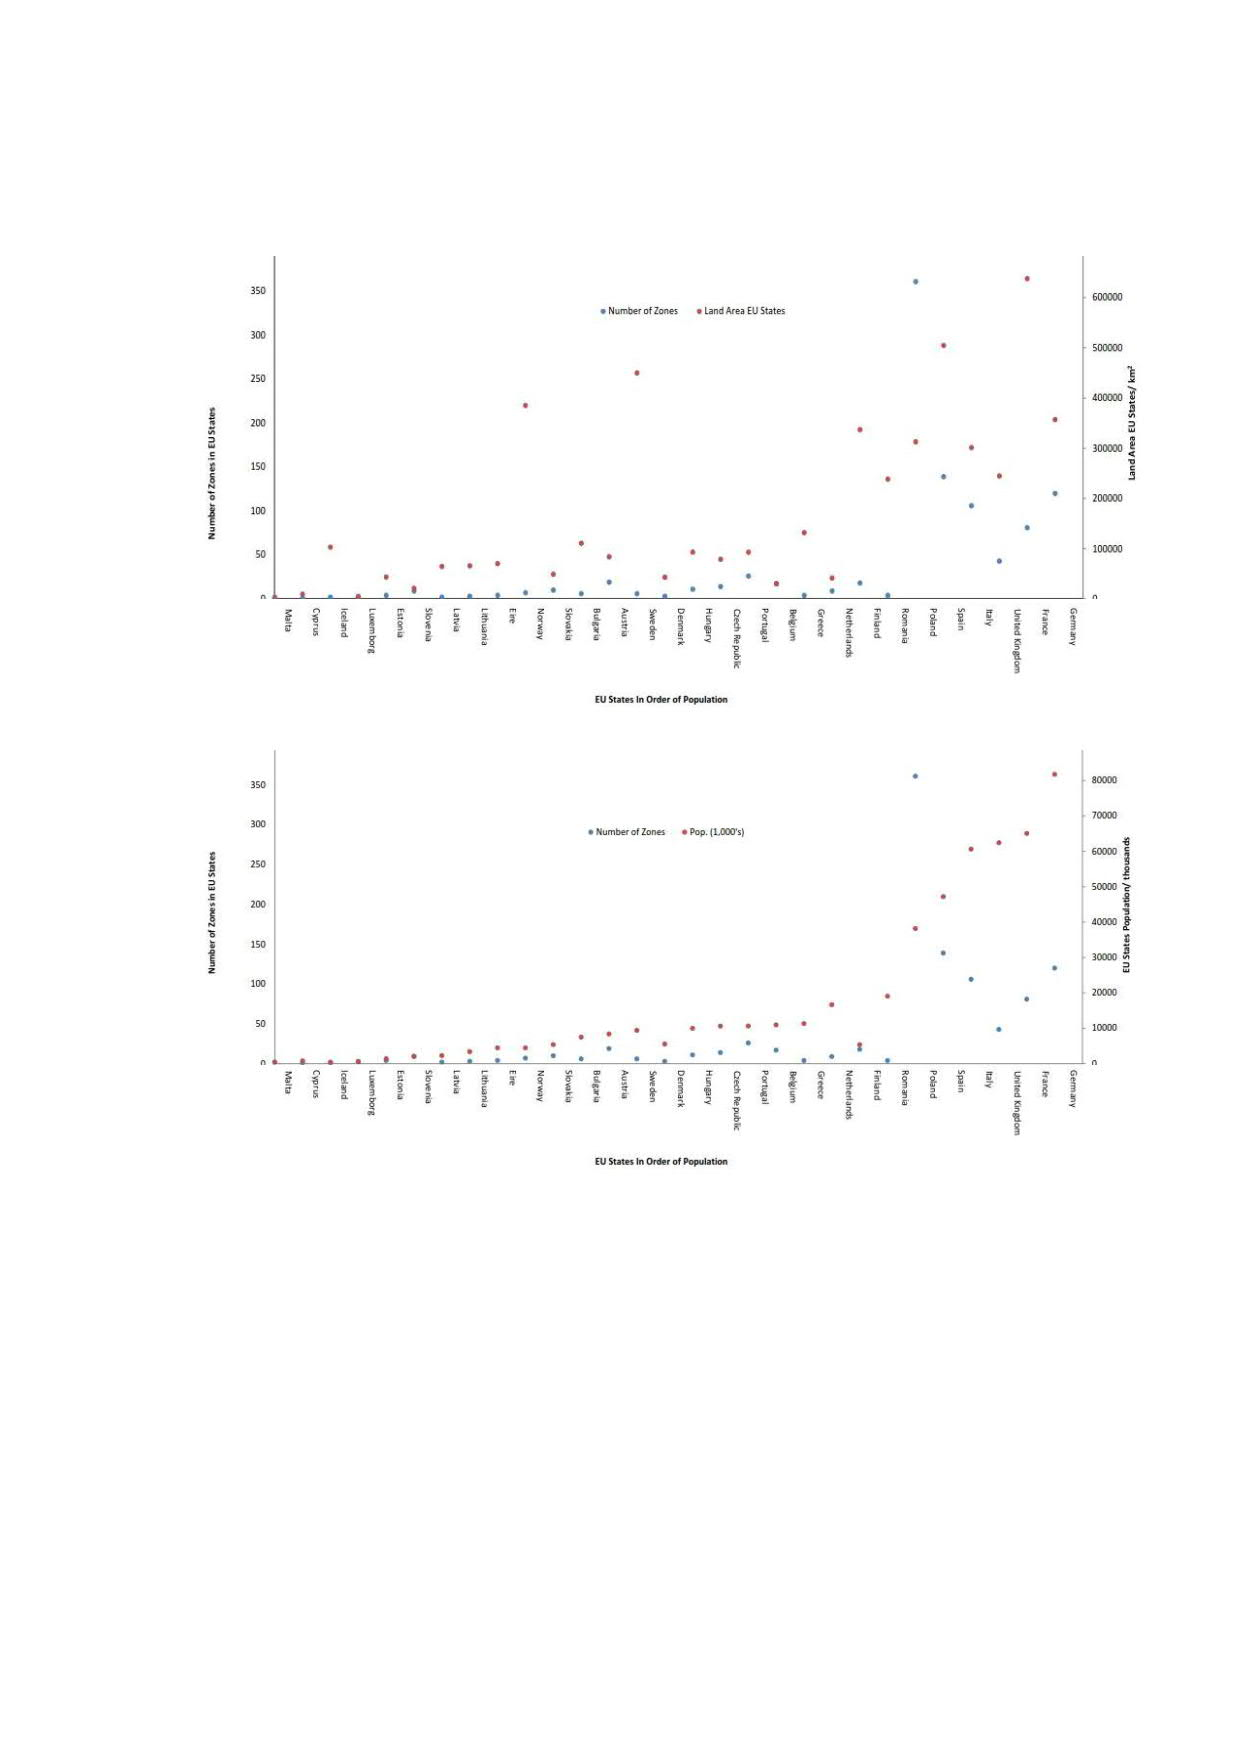 350
300
250
200
150
100
50
0
Number of Zones in EU States
Number of Zones
Land Area EU States
600000
500000
400000
300000
200000
100000
0
Land Area EU States/ km²
Malta
Cyprus
Iceland
Luxemborg
Estonia
Slovenia
Latvia
Lithuania
Eire
Norway
Slovakia
Bulgaria
Austria
Sweden
Denmark
Hungary
Czech Republic
Portugal
Belgium
Greece
Netherlands
Finland
Romania
Poland
Spain
Italy
United Kingdom
France
Germany
EU States In Order of Population
350
300
250
200
150
100
50
0
Number of Zones in EU States
Number of Zones
Pop. (1,000's)
80000
70000
60000
50000
40000
30000
20000
10000
0
EU States Population/ thousands
Malta
Cyprus
Iceland
Luxemborg
Estonia
Slovenia
Latvia
Lithuania
Eire
Norway
Slovakia
Bulgaria
Austria
Sweden
Denmark
Hungary
Czech Republic
Portugal
Belgium
Greece
Netherlands
Finland
Romania
Poland
Spain
Italy
United Kingdom
France
Germany
EU States In Order of Population